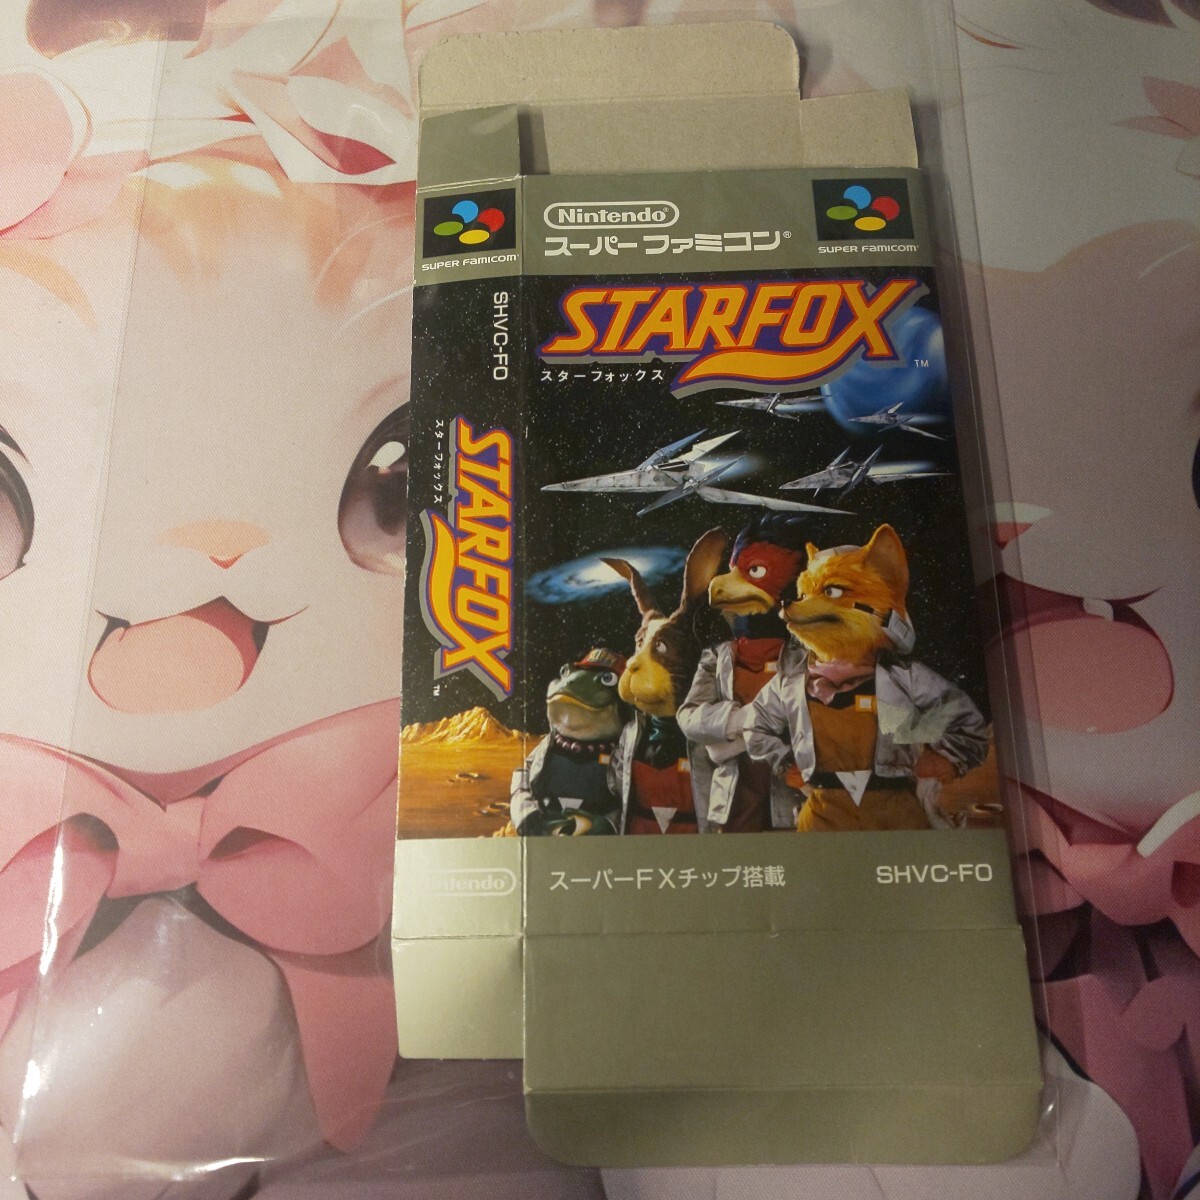 SUPER FAMICOM
SHVC-FO
STARFOX
スターフォックス
TM
Nintendo
Nintendo®
スーパーファミコン®
SUPER FAMICOM
STARFOX
TM
スターフォックス
スーパーFXチップ搭載
SHVC-FO